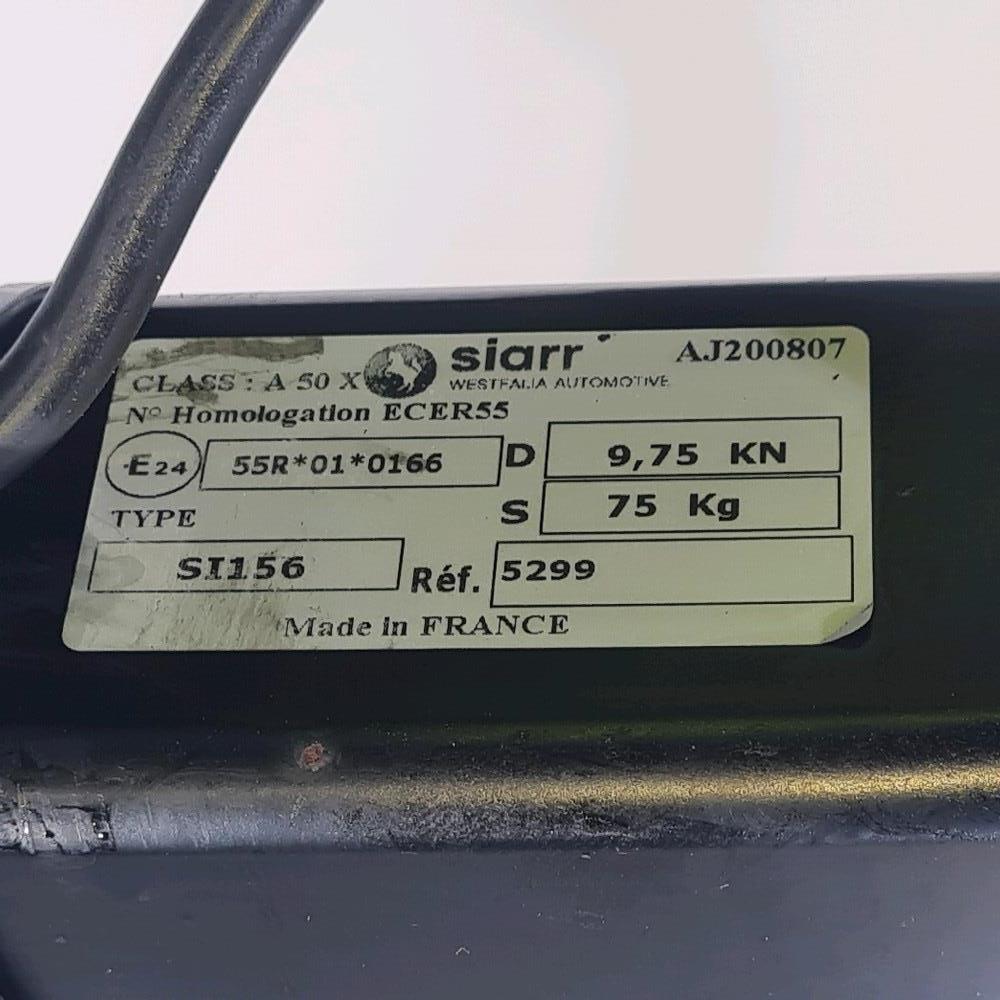 siarr AJ200807
CLASS : A 50 X WESTFALIA AUTOMOTIVE
N° Homologation ECER55
E24 55R*01*0166 D 9,75 KN
TYPE S 75 Kg
SI156 Réf. 5299
Made in FRANCE